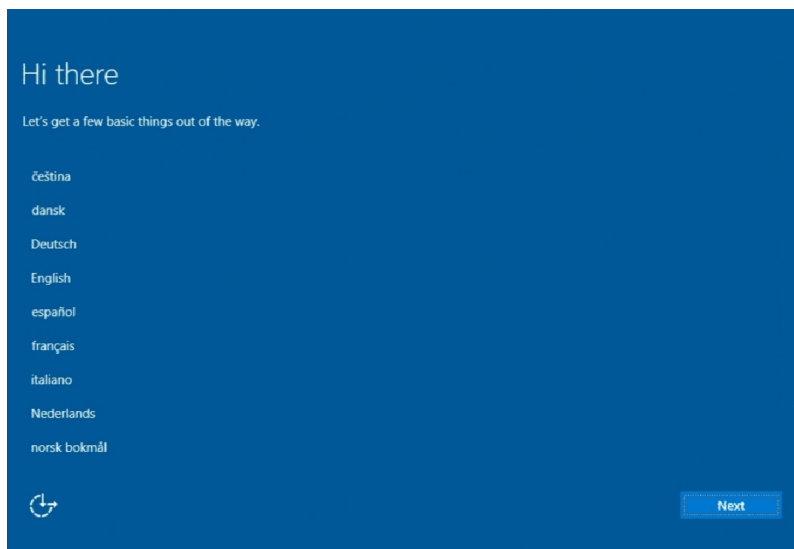 Hi there
Let's get a few basic things out of the way.
čeština
dansk
Deutsch
English
español
français
italiano
Nederlands
norsk bokmål
Next